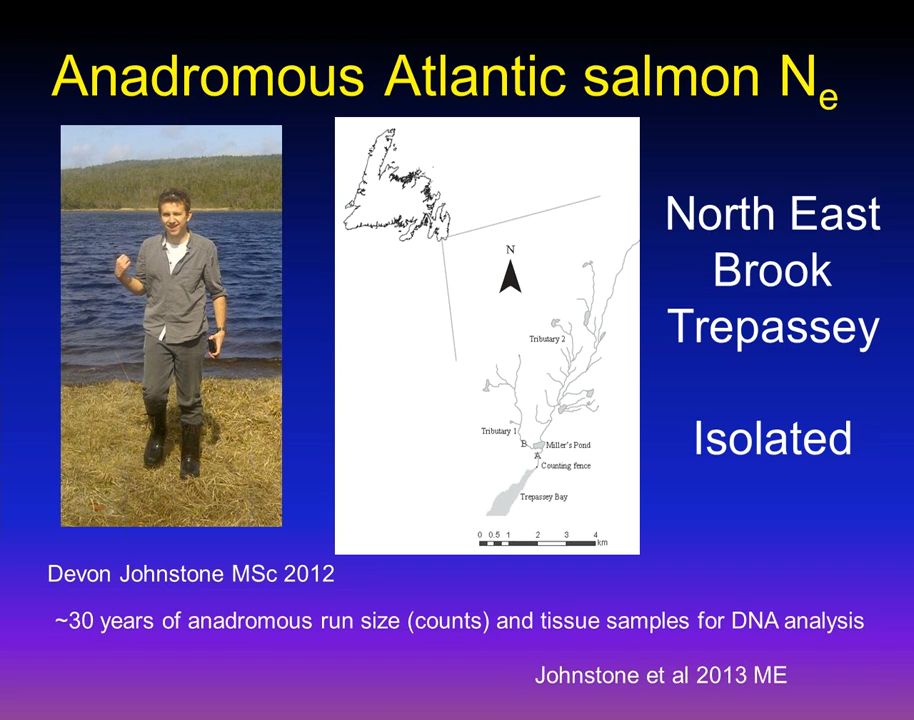 Anadromous Atlantic salmon Ne
North East
Brook
Trepassey
Isolated
N
Tributary 2
Tributary 1
B
Miller's Pond
A
Counting fence
Trepassey Bay
0 0.5 1 2 3 4
km
Devon Johnstone MSc 2012
~30 years of anadromous run size (counts) and tissue samples for DNA analysis
Johnstone et al 2013 ME